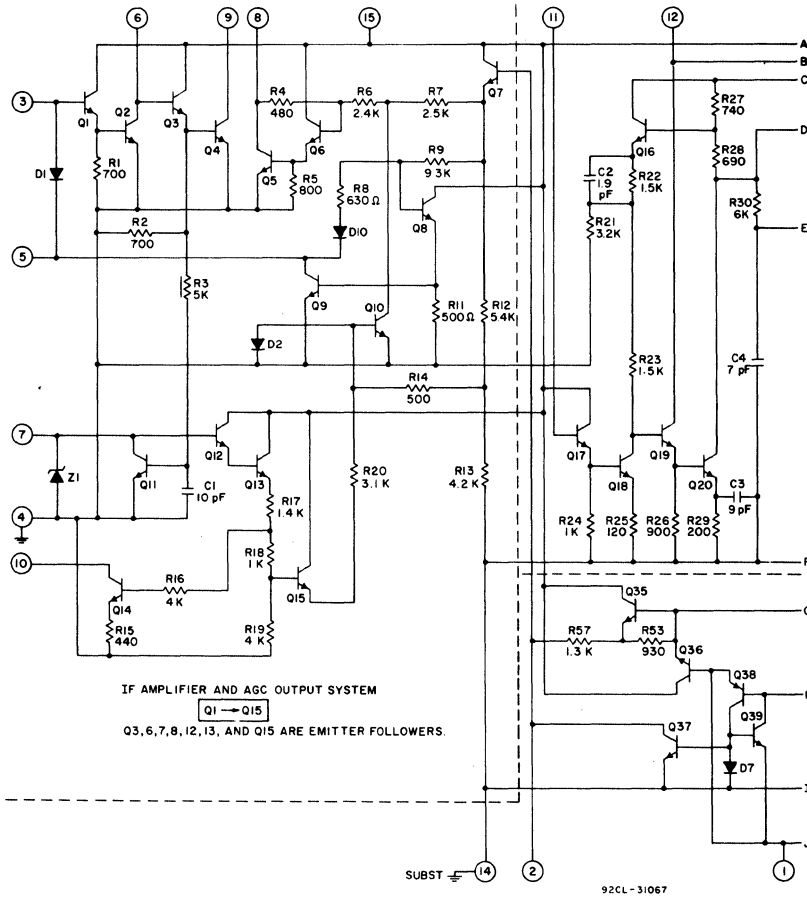 6
9
8
15
11
12
A
B
C
D
E
3
Q1
Q2
Q3
Q4
R4
480
R6
2.4K
R7
2.5K
Q7
R27
740
Q16
R28
690
D1
R1
700
Q5
R5
800
Q6
R9
9.3K
C2
1.9
pF
R22
1.5K
R30
6K
R8
630 Ω
R21
3.2K
R2
700
D10
Q8
5
R3
5K
Q9
Q10
R11
500 Ω
R12
5.4K
D2
R23
1.5K
C4
7 pF
R14
500
7
Q12
Q17
Q18
Q19
Q20
Z1
Q11
C1
10 pF
Q13
R17
1.4 K
R20
3.1 K
R13
4.2 K
C3
9 pF
4
R24
1 K
R25
120
R26
900
R29
200
10
R18
1K
F
Q14
R16
4 K
Q15
Q35
R15
440
R19
4 K
R57
1.3 K
R53
930
Q36
Q38
Q39
IF AMPLIFIER AND AGC OUTPUT SYSTEM
Q1 → Q15
Q3,6,7,8,12,13, AND Q15 ARE EMITTER FOLLOWERS.
Q37
D7
I
J
SUBST
14
2
1
92CL-31067